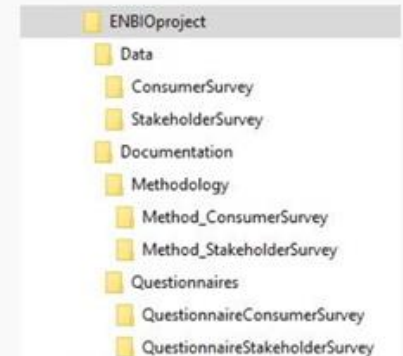 ENBIOproject
Data
ConsumerSurvey
StakeholderSurvey
Documentation
Methodology
Method_ConsumerSurvey
Method_StakeholderSurvey
Questionnaires
QuestionnaireConsumerSurvey
QuestionnaireStakeholderSurvey